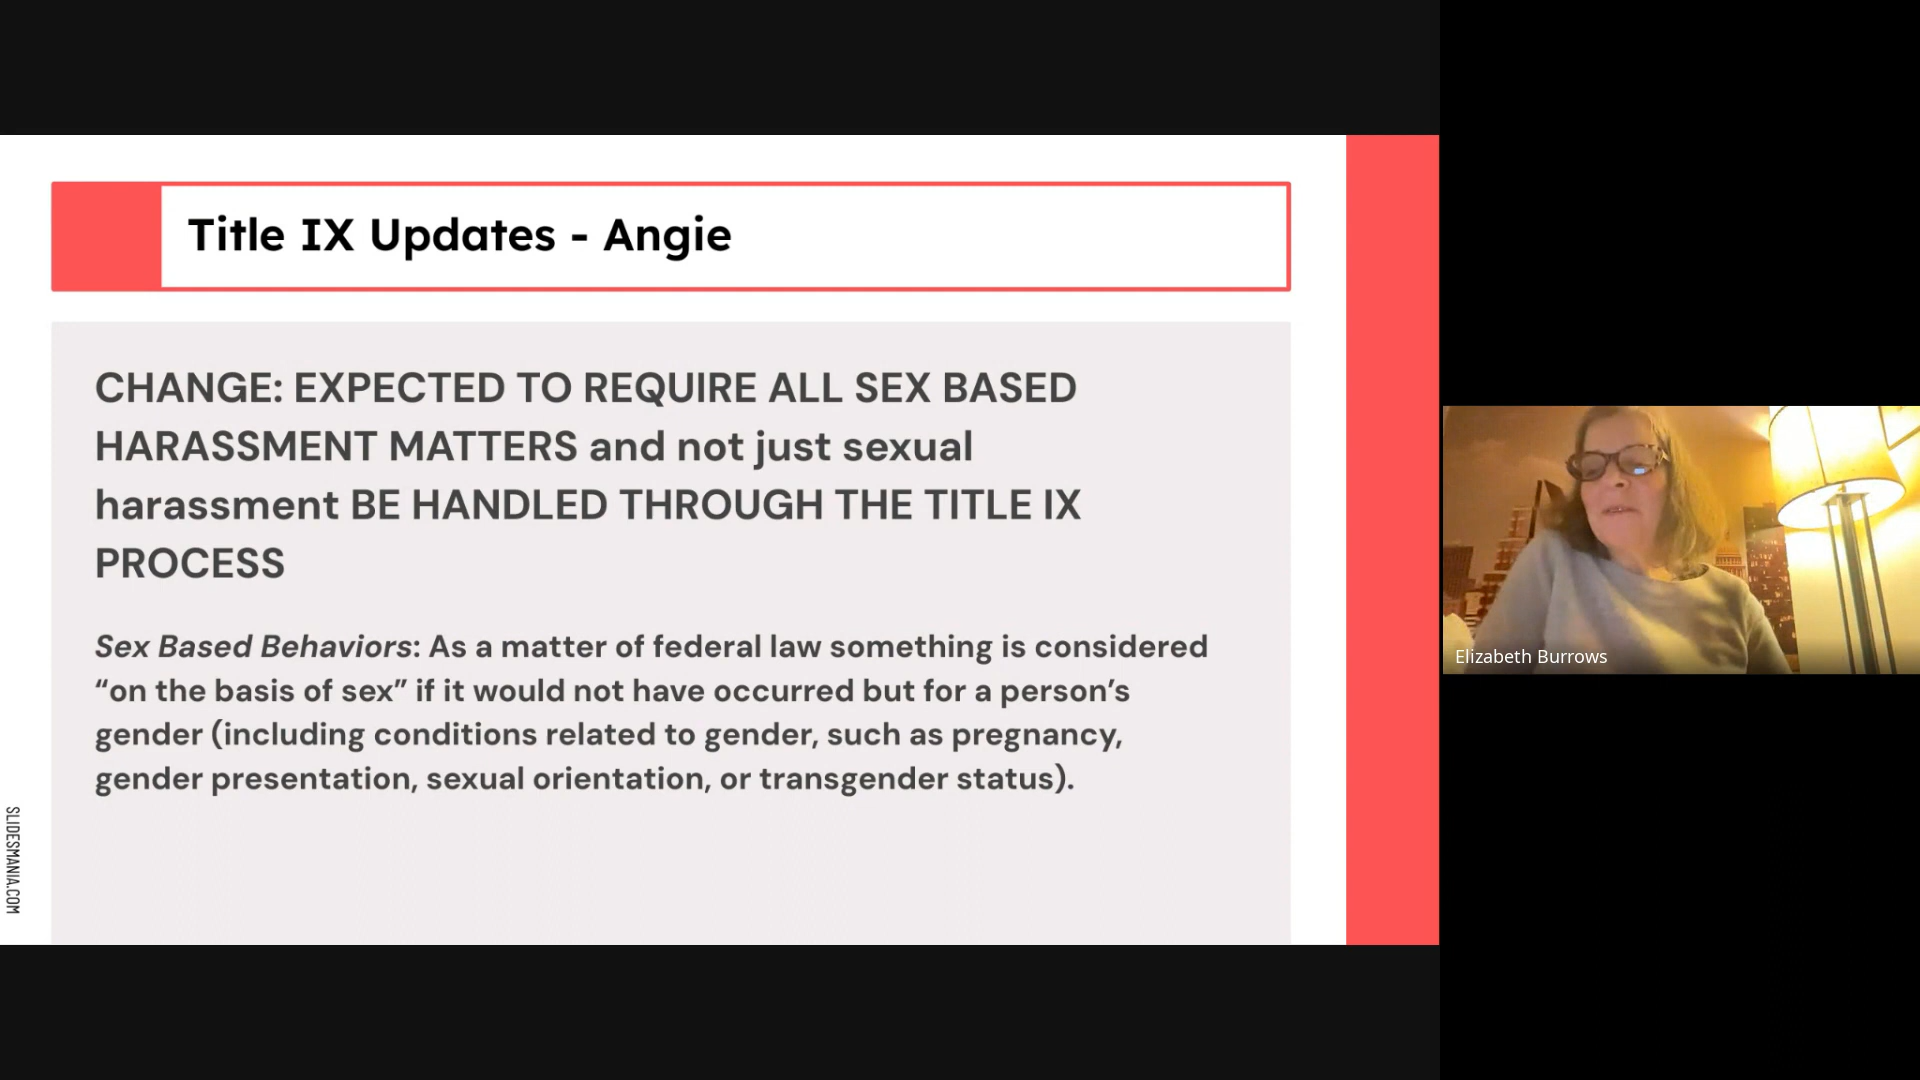 Title IX Updates - Angie
CHANGE: EXPECTED TO REQUIRE ALL SEX BASED
HARASSMENT MATTERS and not just sexual
harassment BE HANDLED THROUGH THE TITLE IX
PROCESS
Sex Based Behaviors: As a matter of federal law something is considered
“on the basis of sex” if it would not have occurred but for a person’s
gender (including conditions related to gender, such as pregnancy,
gender presentation, sexual orientation, or transgender status).
SLIDESMANIA.COM
Elizabeth Burrows